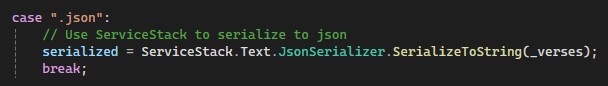 case ".json":
// Use ServiceStack to serialize to json
serialized = ServiceStack.Text.JsonSerializer.SerializeToString(_verses);
break;